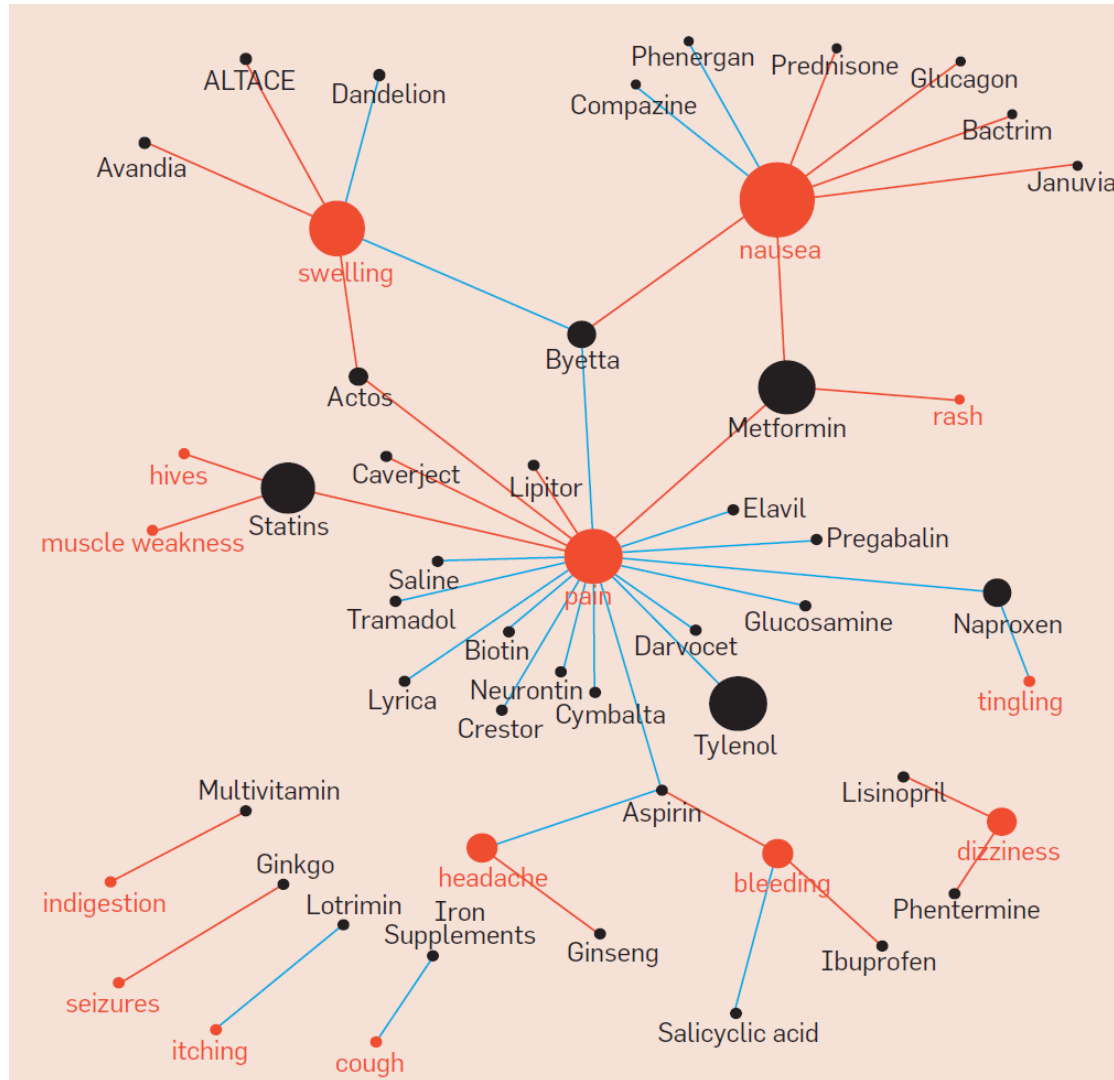 Phenergan
Prednisone
ALTACE
Glucagon
Dandelion
Compazine
Bactrim
Avandia
Januvia
nausea
swelling
Byetta
Actos
rash
Metformin
hives
Caverject
Lipitor
Elavil
Statins
muscle weakness
Pregabalin
Saline
pain
Tramadol
Glucosamine
Naproxen
Biotin
Darvocet
Lyrica
Neurontin
tingling
Cymbalta
Crestor
Tylenol
Multivitamin
Lisinopril
Aspirin
dizziness
Ginkgo
headache
bleeding
indigestion
Lotrimin
Iron
Supplements
Phentermine
Ginseng
Ibuprofen
seizures
Salicyclic acid
itching
cough